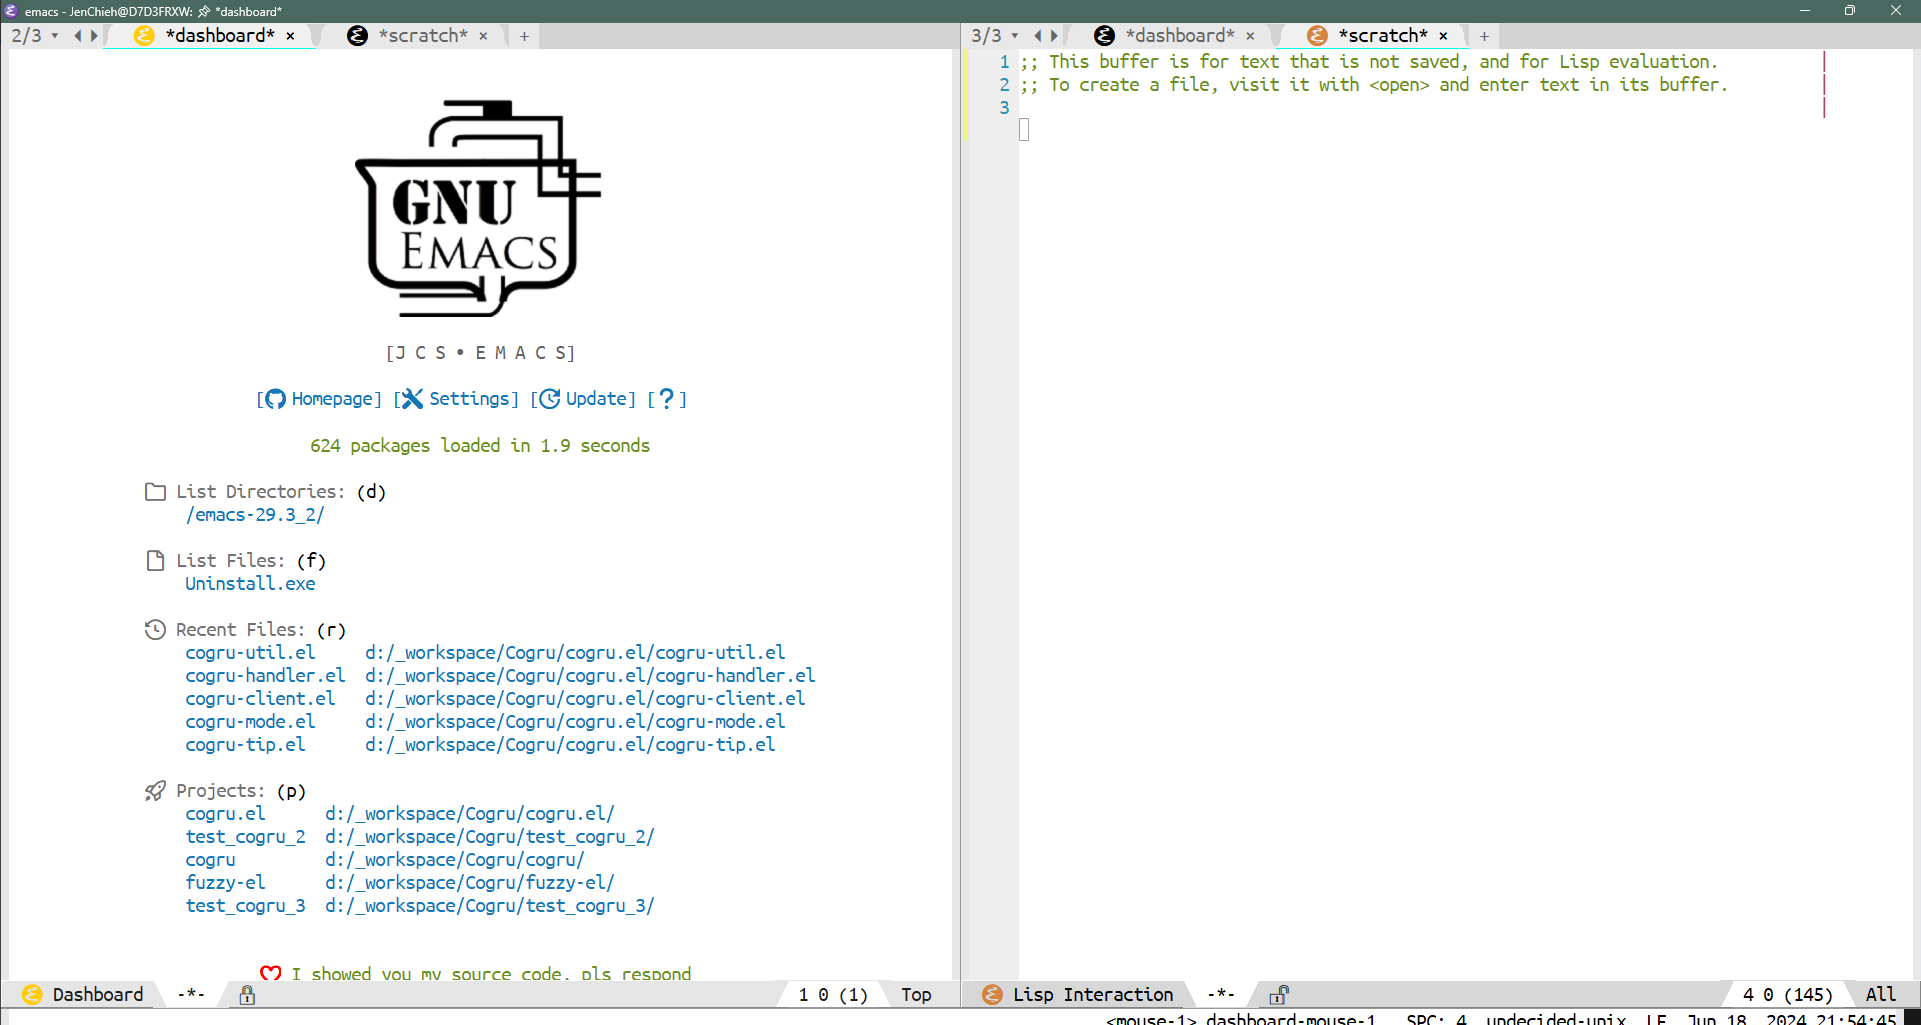 emacs - JenChieh@D7D3FRXW: *dashboard*
2/3 *dashboard* × *scratch* × +
GNU
EMACS
[J C S • E M A C S]
[Homepage] [Settings] [Update] [?]
624 packages loaded in 1.9 seconds
List Directories: (d)
/emacs-29.3_2/
List Files: (f)
Uninstall.exe
Recent Files: (r)
cogru-util.el d:/_workspace/Cogru/cogru.el/cogru-util.el
cogru-handler.el d:/_workspace/Cogru/cogru.el/cogru-handler.el
cogru-client.el d:/_workspace/Cogru/cogru.el/cogru-client.el
cogru-mode.el d:/_workspace/Cogru/cogru.el/cogru-mode.el
cogru-tip.el d:/_workspace/Cogru/cogru.el/cogru-tip.el
Projects: (p)
cogru.el d:/_workspace/Cogru/cogru.el/
test_cogru_2 d:/_workspace/Cogru/test_cogru_2/
cogru d:/_workspace/Cogru/cogru/
fuzzy-el d:/_workspace/Cogru/fuzzy-el/
test_cogru_3 d:/_workspace/Cogru/test_cogru_3/
I showed you my source code, pls respond
Dashboard -*- 1 0 (1) Top
3/3 *dashboard* × *scratch* × +
1 ;; This buffer is for text that is not saved, and for Lisp evaluation.
2 ;; To create a file, visit it with <open> and enter text in its buffer.
3
Lisp Interaction -*- 4 0 (145) All
<mouse-1> dashboard-mouse-1 SPC: 4 undecided-unix LF Jun 18, 2024 21:54:45